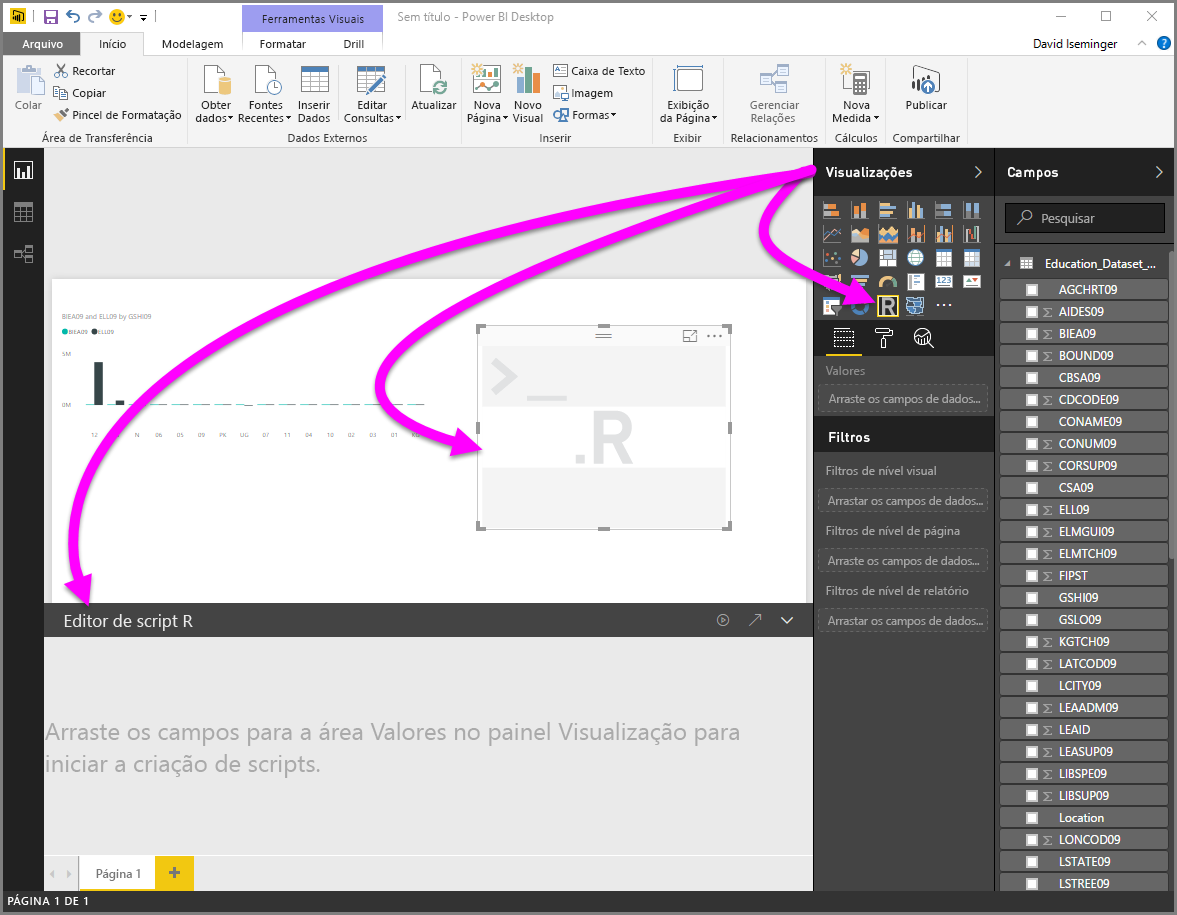 Ferramentas Visuais
Sem título - Power BI Desktop
Arquivo
Início
Modelagem
Formatar
Drill
David Iseminger
?
Colar
Recortar
Copiar
Pincel de Formatação
Área de Transferência
Obter dados
Fontes Recentes
Inserir Dados
Editar Consultas
Dados Externos
Atualizar
Nova Página
Novo Visual
Caixa de Texto
Imagem
Formas
Inserir
Exibição da Página
Exibir
Gerenciar Relações
Relacionamentos
Nova Medida
Cálculos
Publicar
Compartilhar
BIEA09 and ELL09 by GSHI09
BIEA09 ELL09
5M
0M
12 N 06 05 09 PK UG 07 11 04 10 02 03 01
.R
Editor de script R
Arraste os campos para a área Valores no painel Visualização para
iniciar a criação de scripts.
Página 1
+
PÁGINA 1 DE 1
Visualizações
123
R
Valores
Arraste os campos de dados...
Filtros
Filtros de nível visual
Arrastar os campos de dados...
Filtros de nível de página
Arraste os campos de dados...
Filtros de nível de relatório
Arrastar os campos de dados...
Campos
Pesquisar
Education_Dataset_...
AGCHRT09
AIDES09
BIEA09
BOUND09
CBSA09
CDCODE09
CONAME09
CONUM09
CORSUP09
CSA09
ELL09
ELMGUI09
ELMTCH09
FIPST
GSHI09
GSLO09
KGTCH09
LATCOD09
LCITY09
LEAADM09
LEAID
LEASUP09
LIBSPE09
LIBSUP09
Location
LONCOD09
LSTATE09
LSTREE09